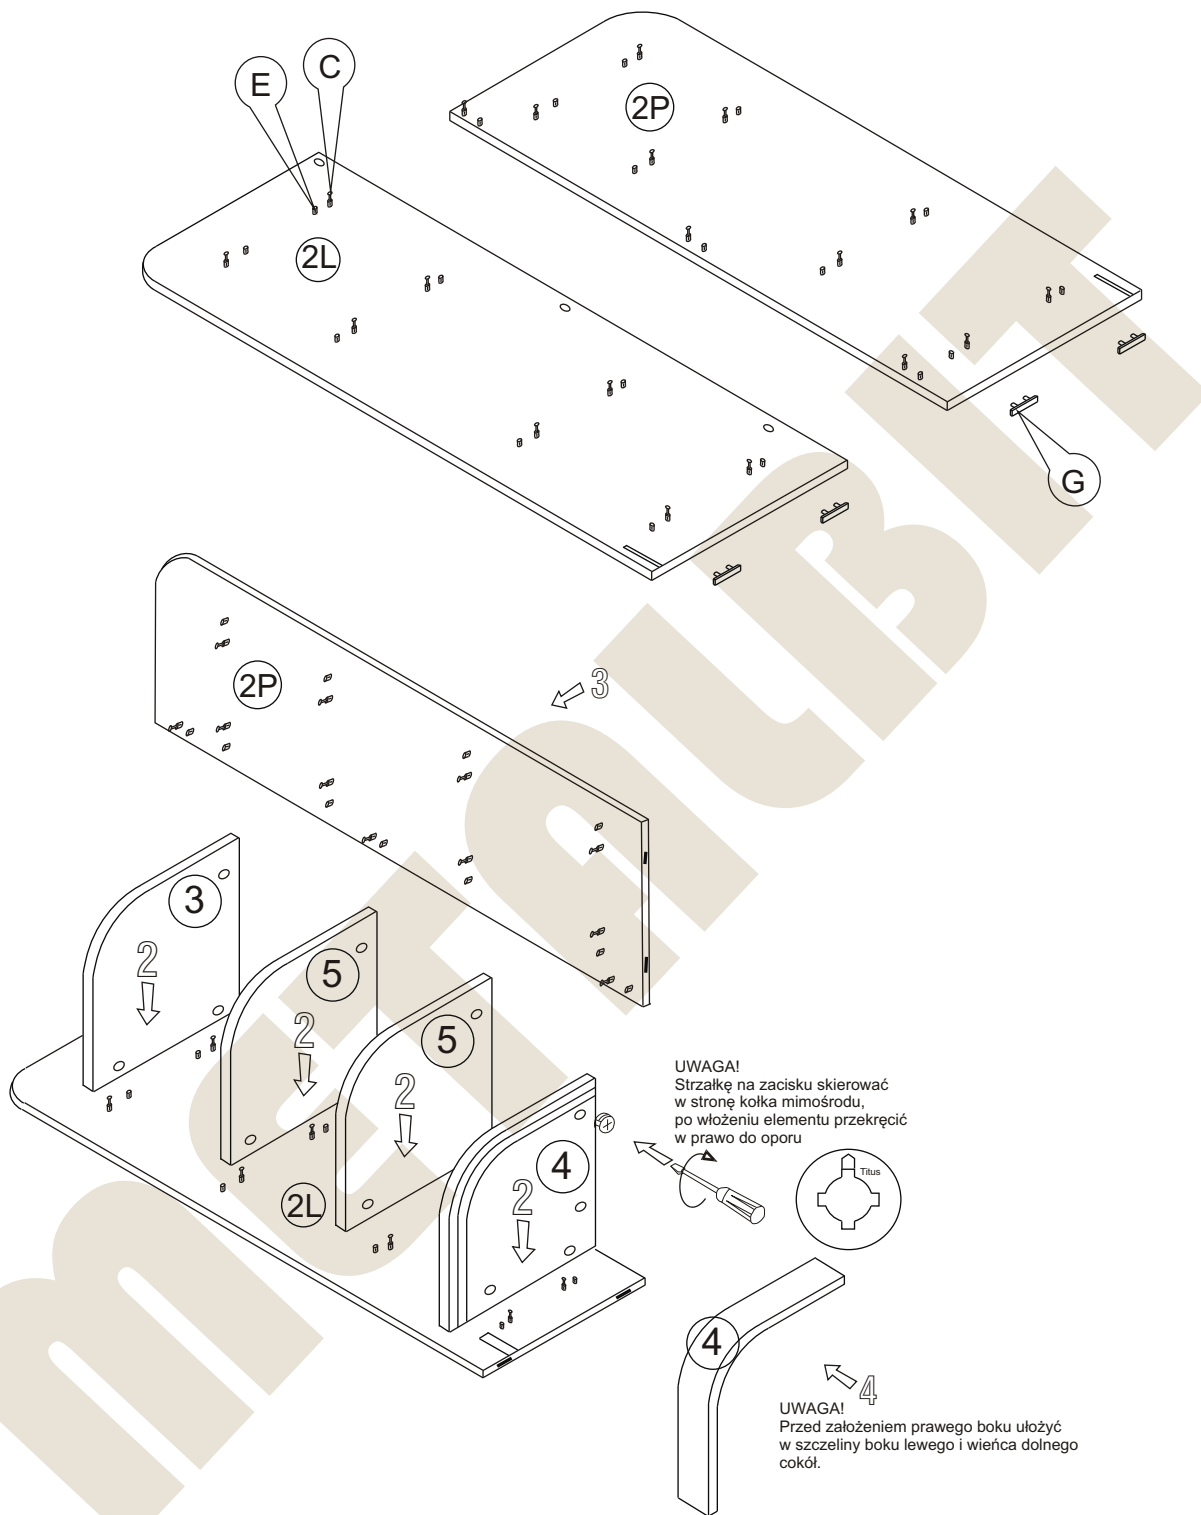 E
C
2P
2L
G
2P
3
3
2
5
2
5
2
4
2
2L
UWAGA!
Strzałkę na zacisku skierować
w stronę kołka mimośrodu,
po włożeniu elementu przekręcić
w prawo do oporu
Titus
4
4
UWAGA!
Przed założeniem prawego boku ułożyć
w szczeliny boku lewego i wieńca dolnego
cokół.
meTauBIT